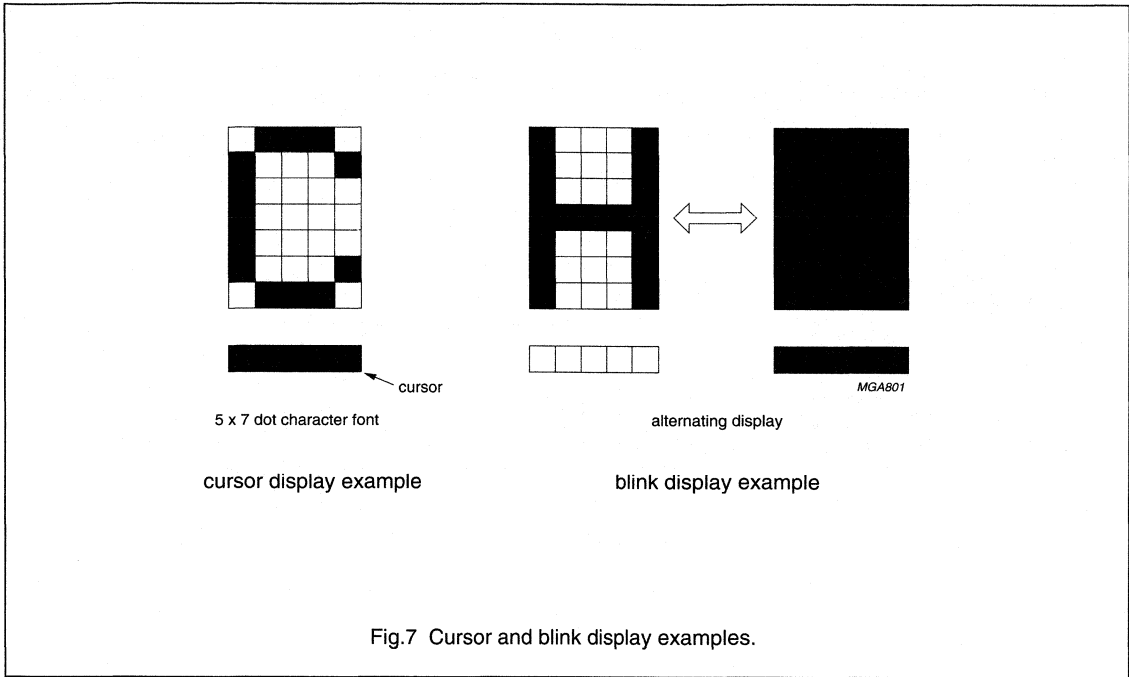 cursor
MGA801
5 x 7 dot character font
alternating display
cursor display example
blink display example
Fig.7 Cursor and blink display examples.